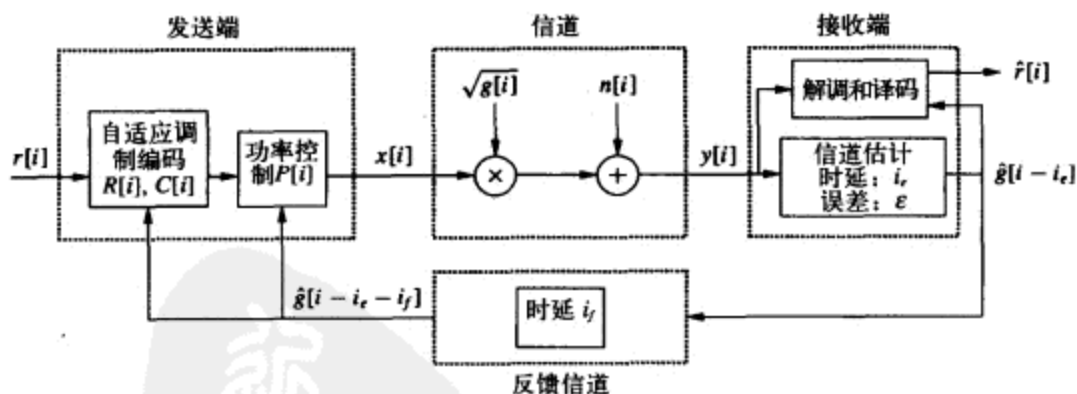 发送端
信道
接收端
r[i]
自适应调
制编码
R[i], C[i]
功率控
制P[i]
x[i]
√g[i]
×
n[i]
+
y[i]
解调和译码
r̂[i]
信道估计
时延：i_e
误差：ε
ĝ[i − i_e]
ĝ[i − i_e − i_f]
时延 i_f
反馈信道